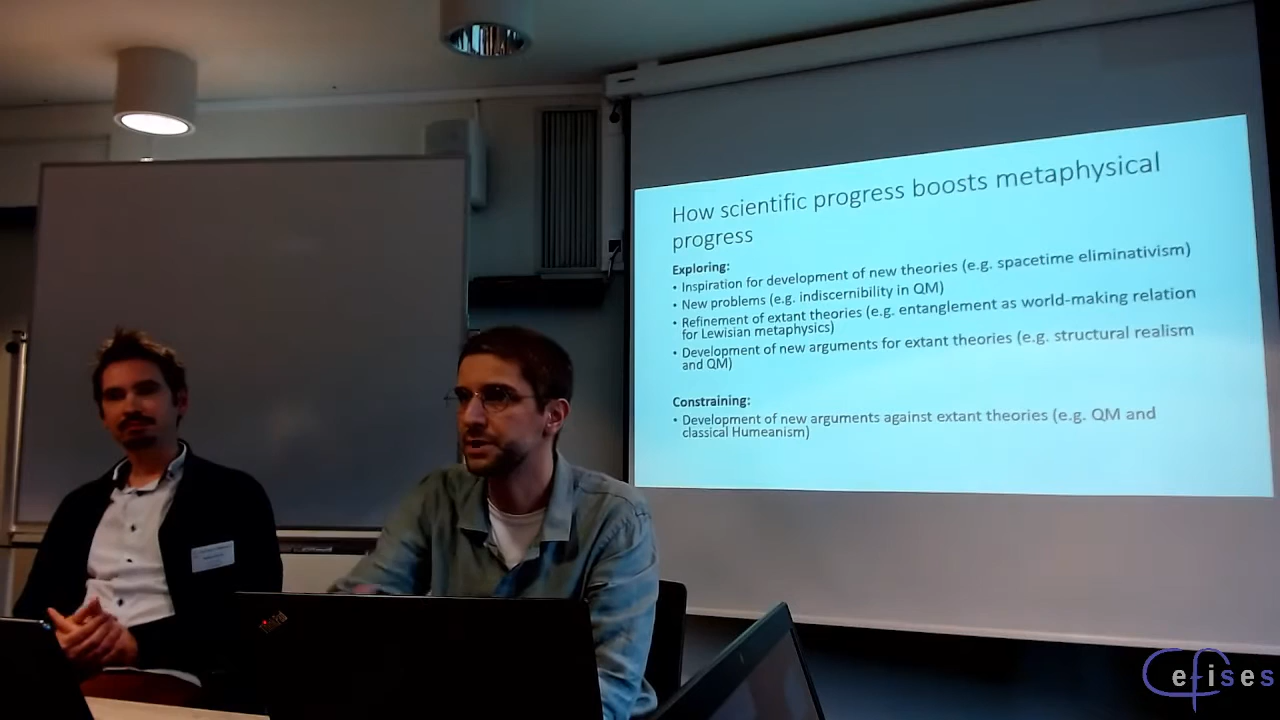 How scientific progress boosts metaphysical
progress
Exploring:
• Inspiration for development of new theories (e.g. spacetime eliminativism)
• New problems (e.g. indiscernibility in QM)
• Refinement of extant theories (e.g. entanglement as world-making relation
for Lewisian metaphysics)
• Development of new arguments for extant theories (e.g. structural realism
and QM)
Constraining:
• Development of new arguments against extant theories (e.g. QM and
classical Humeanism)
ThinkPad
Cefises